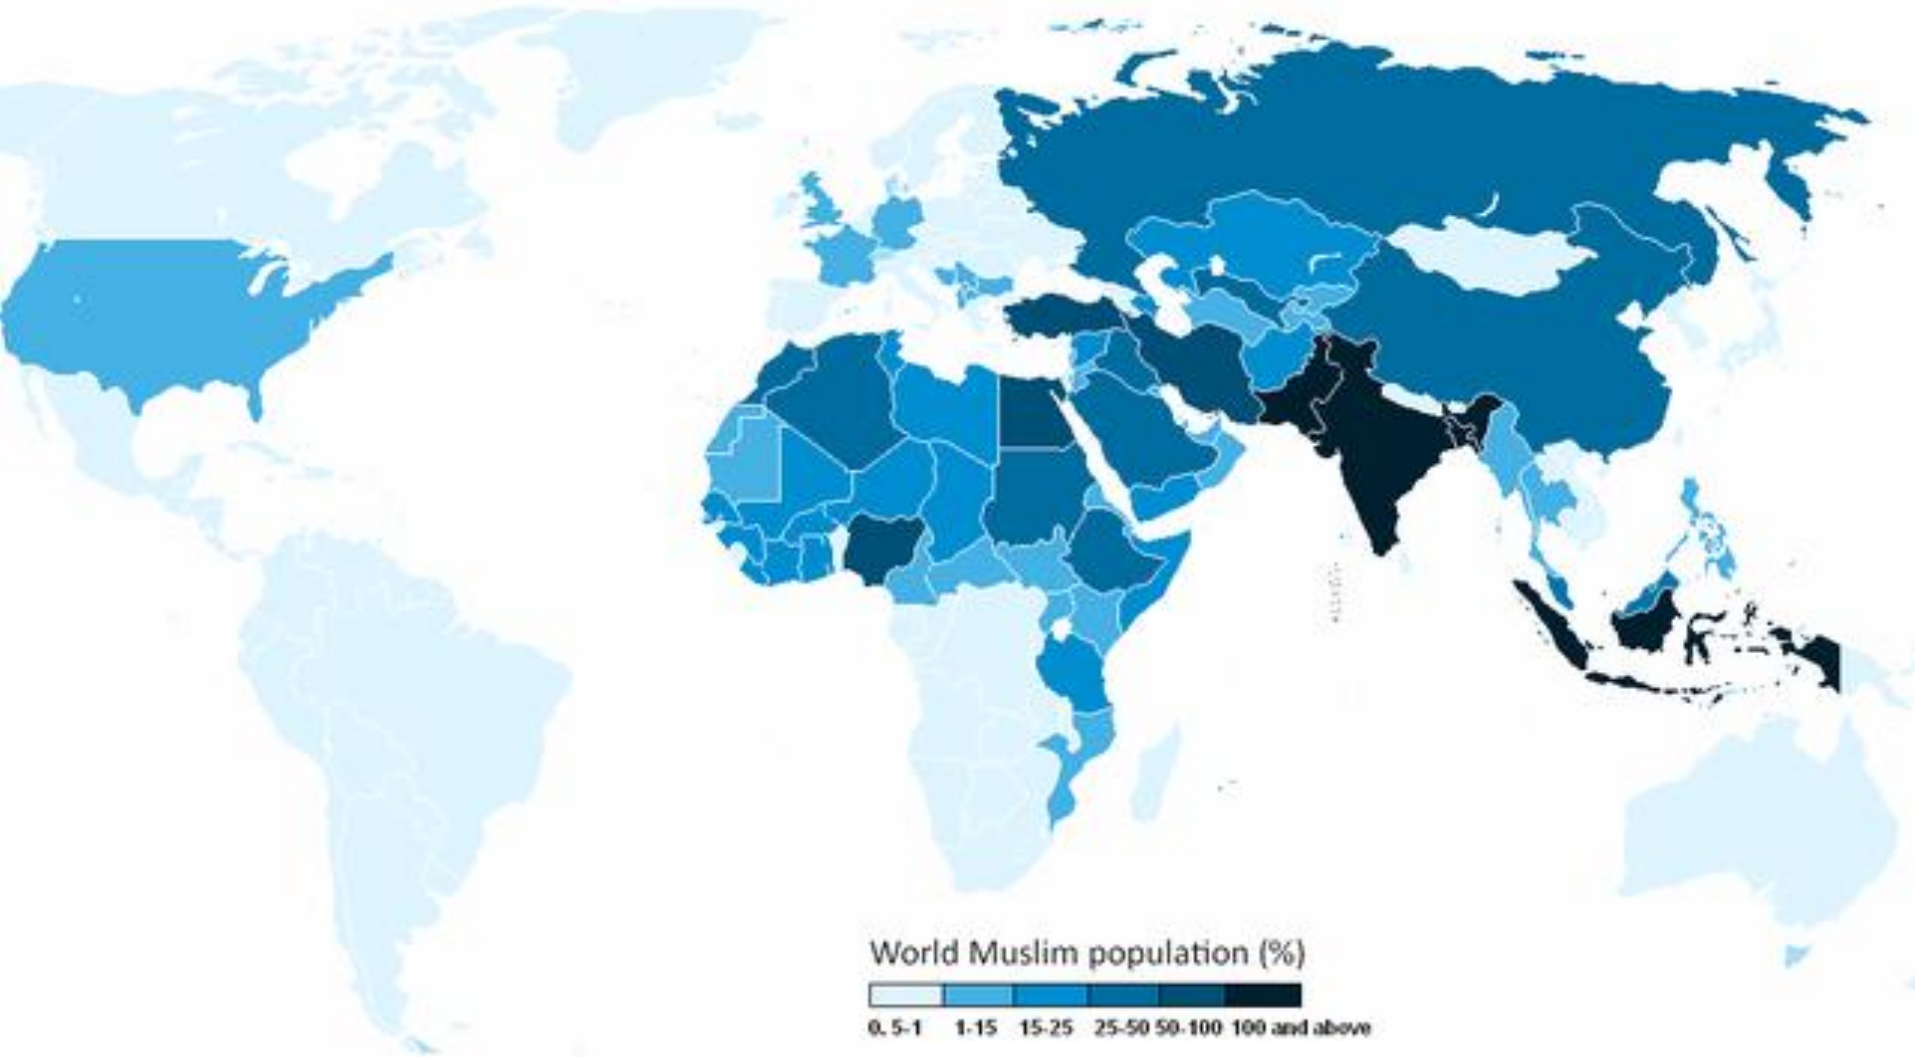 World Muslim population (%)
0. 5-1 1-15 15-25 25-50 50-100 100 and above